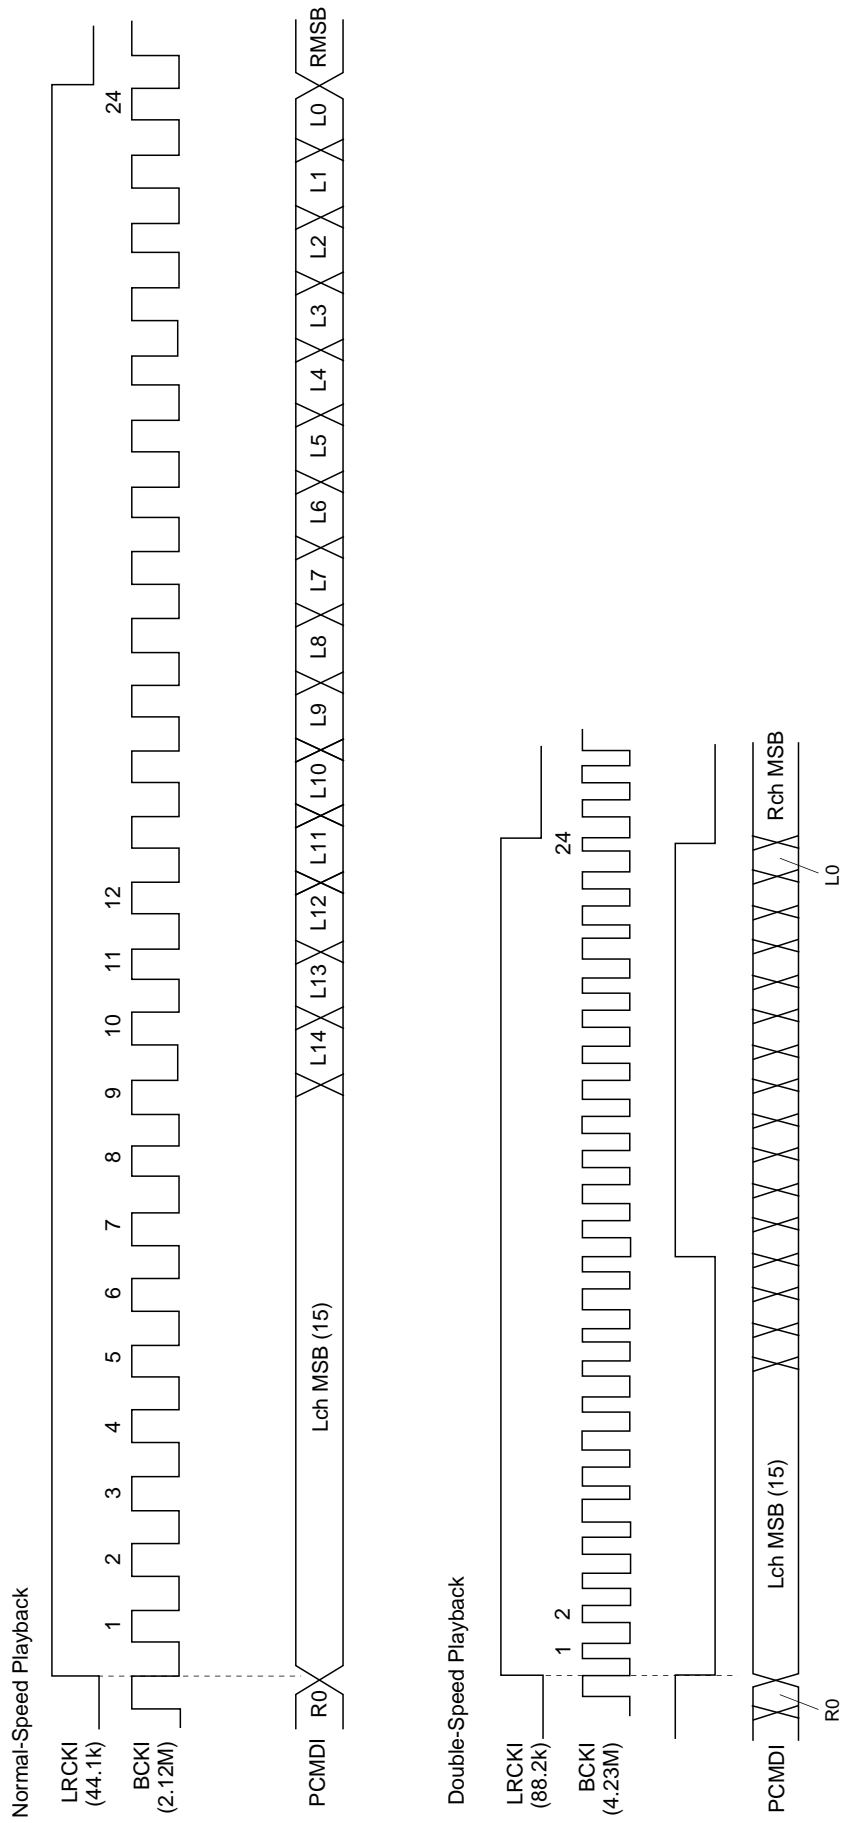 Normal-Speed Playback
LRCKI
(44.1k)
1 2 3 4 5 6 7 8 9 10 11 12 24
BCKI
(2.12M)
PCMDI R0 Lch MSB (15) L14 L13 L12 L11 L10 L9 L8 L7 L6 L5 L4 L3 L2 L1 L0 RMSB
Double-Speed Playback
LRCKI
(88.2k)
1 2 24
BCKI
(4.23M)
PCMDI Lch MSB (15) Rch MSB
R0 L0